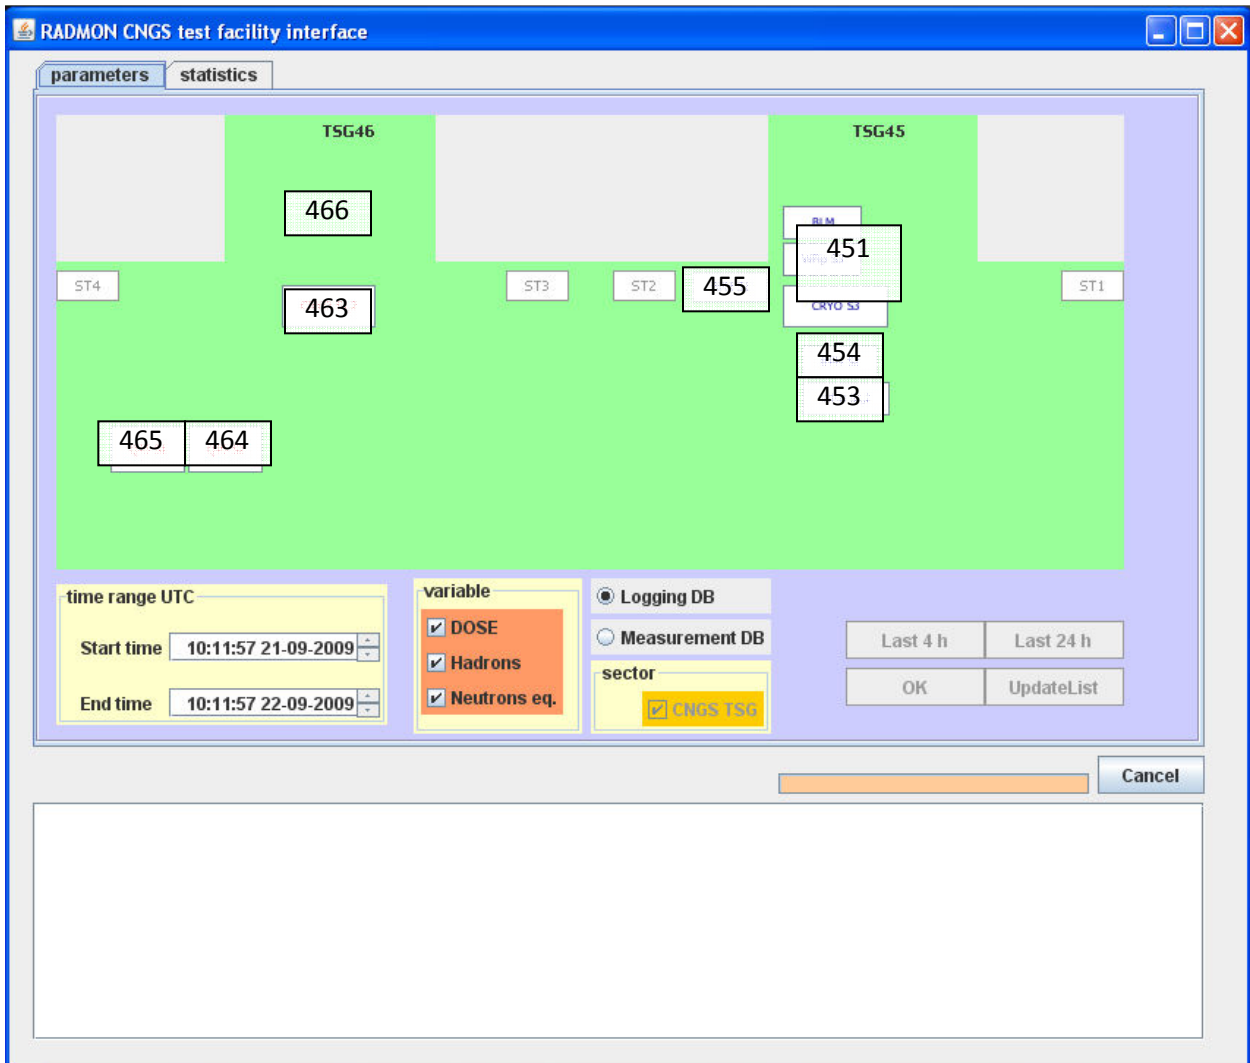 RADMON CNGS test facility interface
parameters statistics
TSG46 TSG45
466
BLM
451
ST4 ST3 ST2 455 ST1
463
CRYO S3
454
453
465 464
time range UTC
Start time 10:11:57 21-09-2009
End time 10:11:57 22-09-2009
variable
DOSE
Hadrons
Neutrons eq.
Logging DB
Measurement DB
sector
CNGS TSG
Last 4 h Last 24 h
OK UpdateList
Cancel